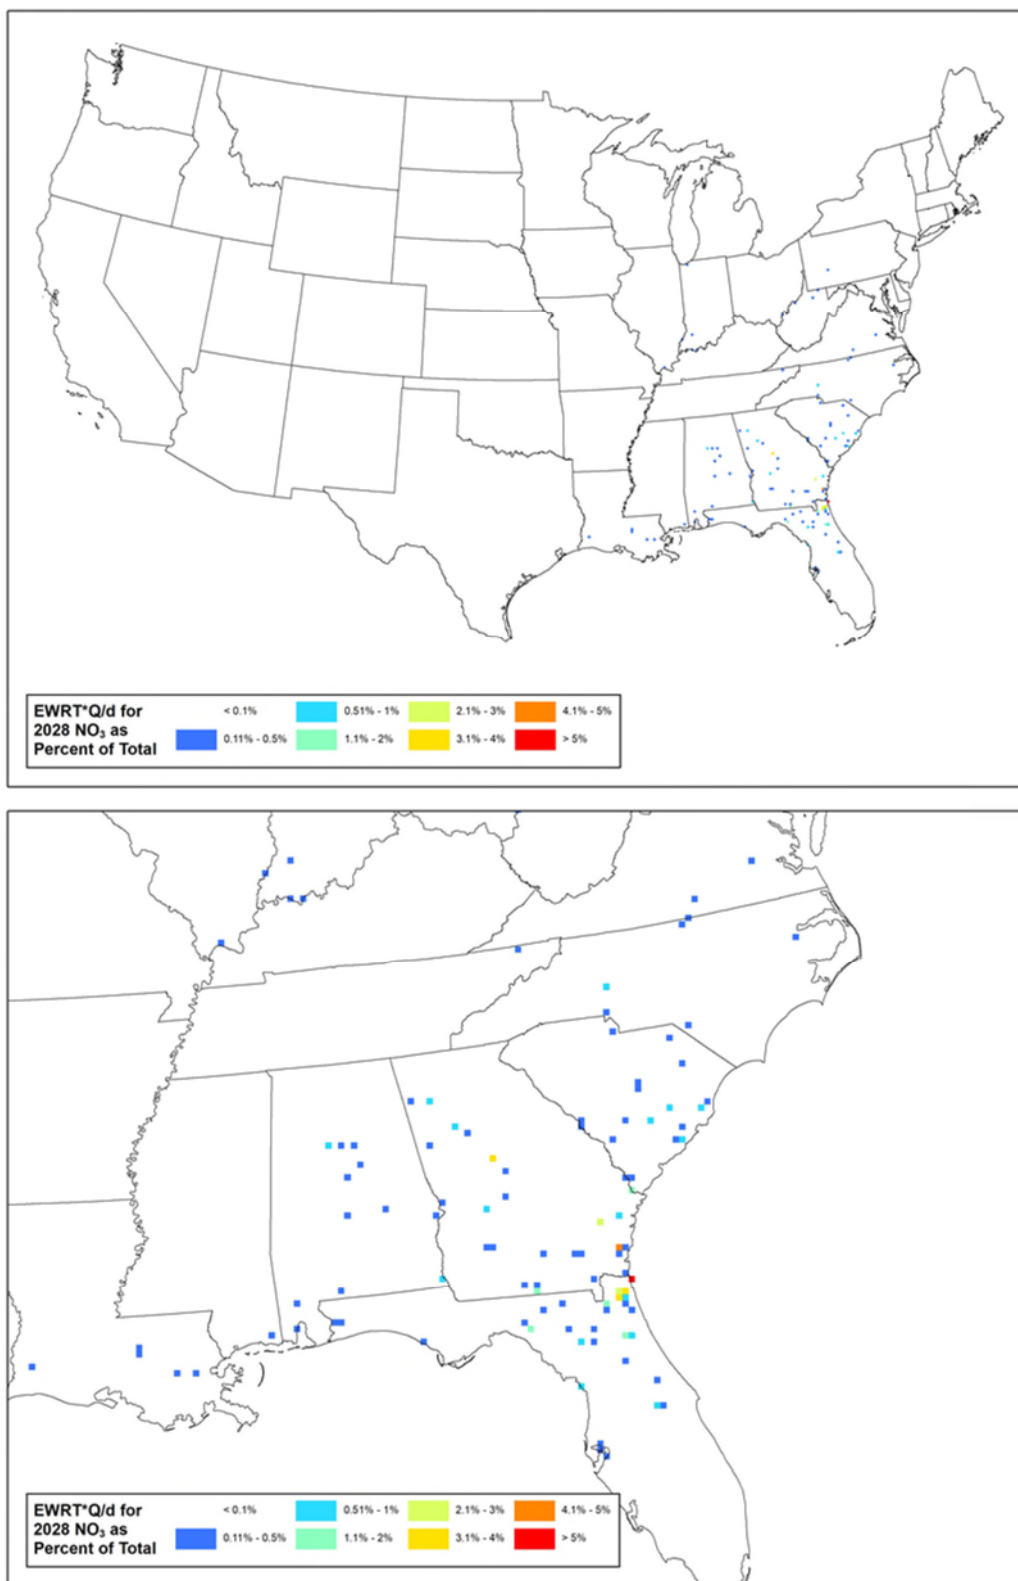 EWRT*Q/d for
2028 NO₃ as
Percent of Total
< 0.1%
0.51% - 1%
2.1% - 3%
4.1% - 5%
0.11% - 0.5%
1.1% - 2%
3.1% - 4%
> 5%
EWRT*Q/d for
2028 NO₃ as
Percent of Total
< 0.1%
0.51% - 1%
2.1% - 3%
4.1% - 5%
0.11% - 0.5%
1.1% - 2%
3.1% - 4%
> 5%